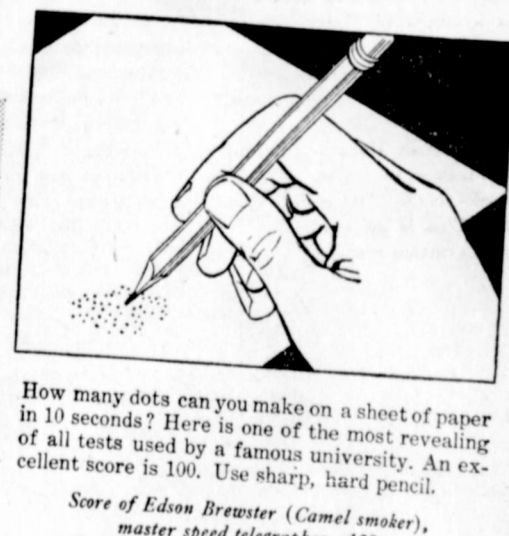 How many dots can you make on a sheet of paper
in 10 seconds? Here is one of the most revealing
of all tests used by a famous university. An ex-
cellent score is 100. Use sharp, hard pencil.
Score of Edson Brewster (Camel smoker),
master speed